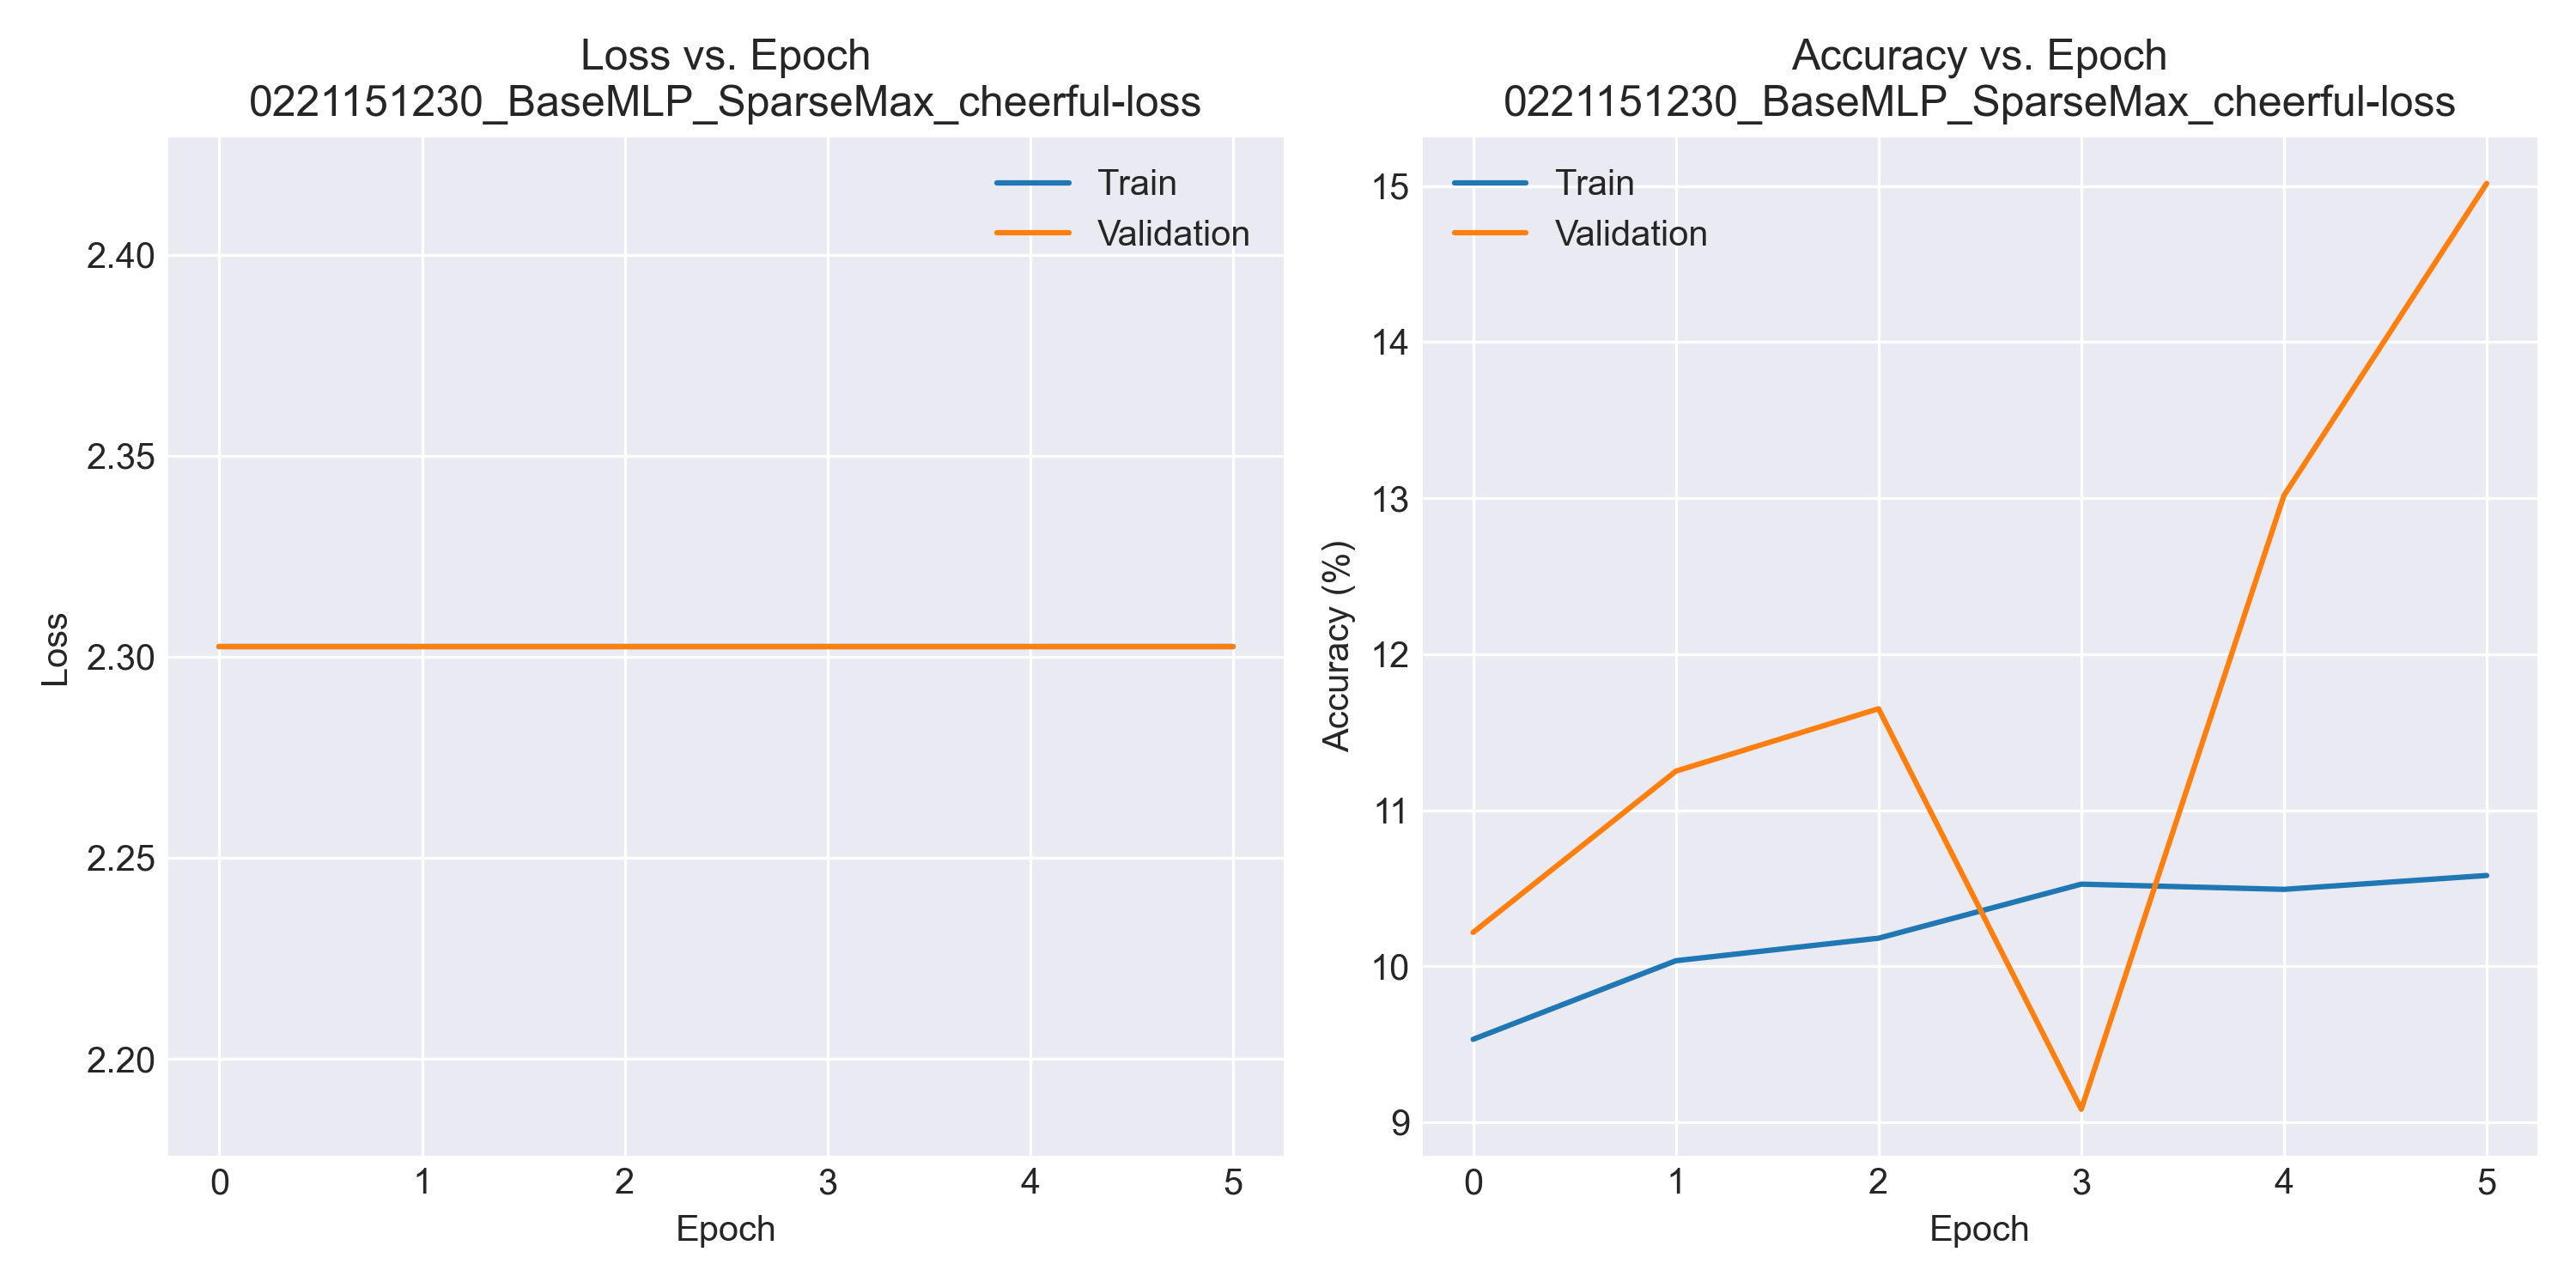 Loss vs. Epoch
0221151230_BaseMLP_SparseMax_cheerful-loss
Train
Validation
2.40
2.35
2.30
2.25
2.20
Loss
0 1 2 3 4 5
Epoch
Accuracy vs. Epoch
0221151230_BaseMLP_SparseMax_cheerful-loss
Train
Validation
15
14
13
12
11
10
9
Accuracy (%)
0 1 2 3 4 5
Epoch